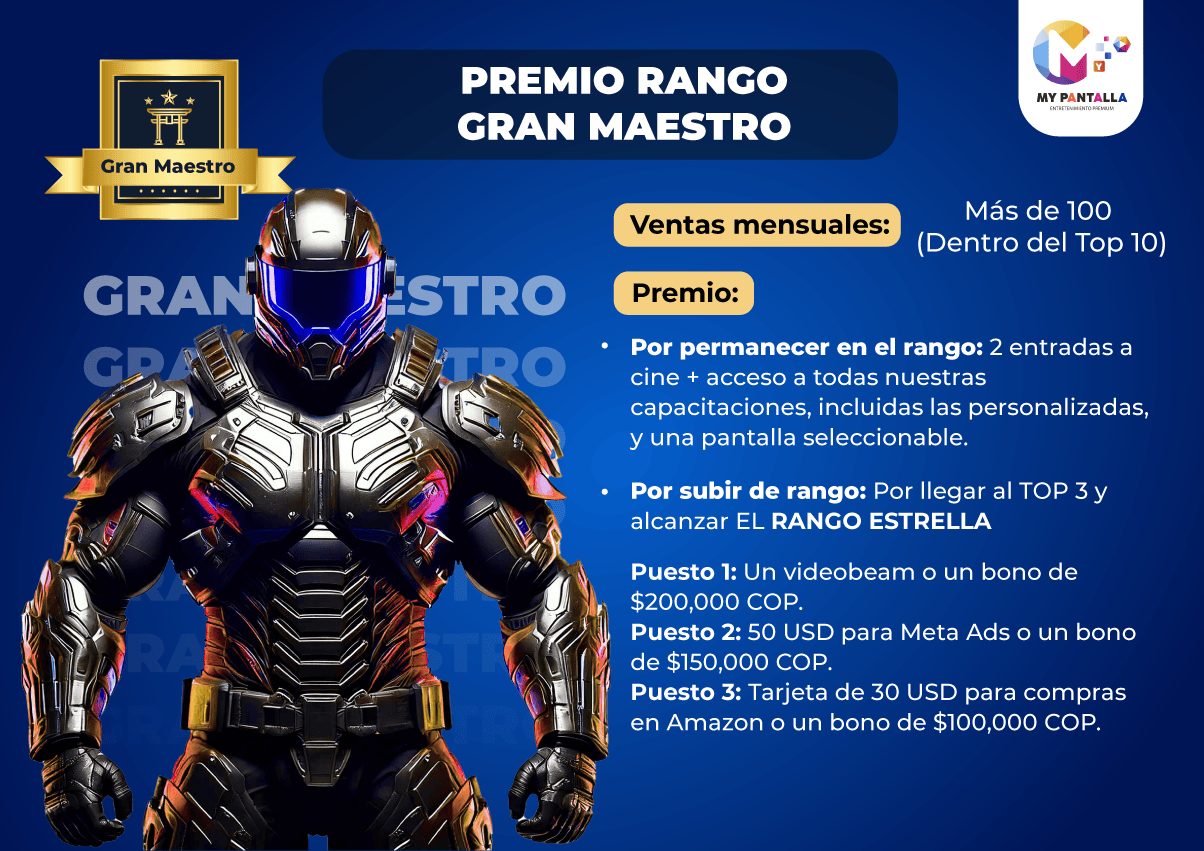 PREMIO RANGO
GRAN MAESTRO
MY PANTALLA
ENTRETENIMIENTO PREMIUM
Gran Maestro
Ventas mensuales:
Más de 100
(Dentro del Top 10)
Premio:
• Por permanecer en el rango: 2 entradas a
cine + acceso a todas nuestras
capacitaciones, incluidas las personalizadas,
y una pantalla seleccionable.
• Por subir de rango: Por llegar al TOP 3 y
alcanzar EL RANGO ESTRELLA
Puesto 1: Un videobeam o un bono de
$200,000 COP.
Puesto 2: 50 USD para Meta Ads o un bono
de $150,000 COP.
Puesto 3: Tarjeta de 30 USD para compras
en Amazon o un bono de $100,000 COP.
GRAN ESTRO
GRA STRO